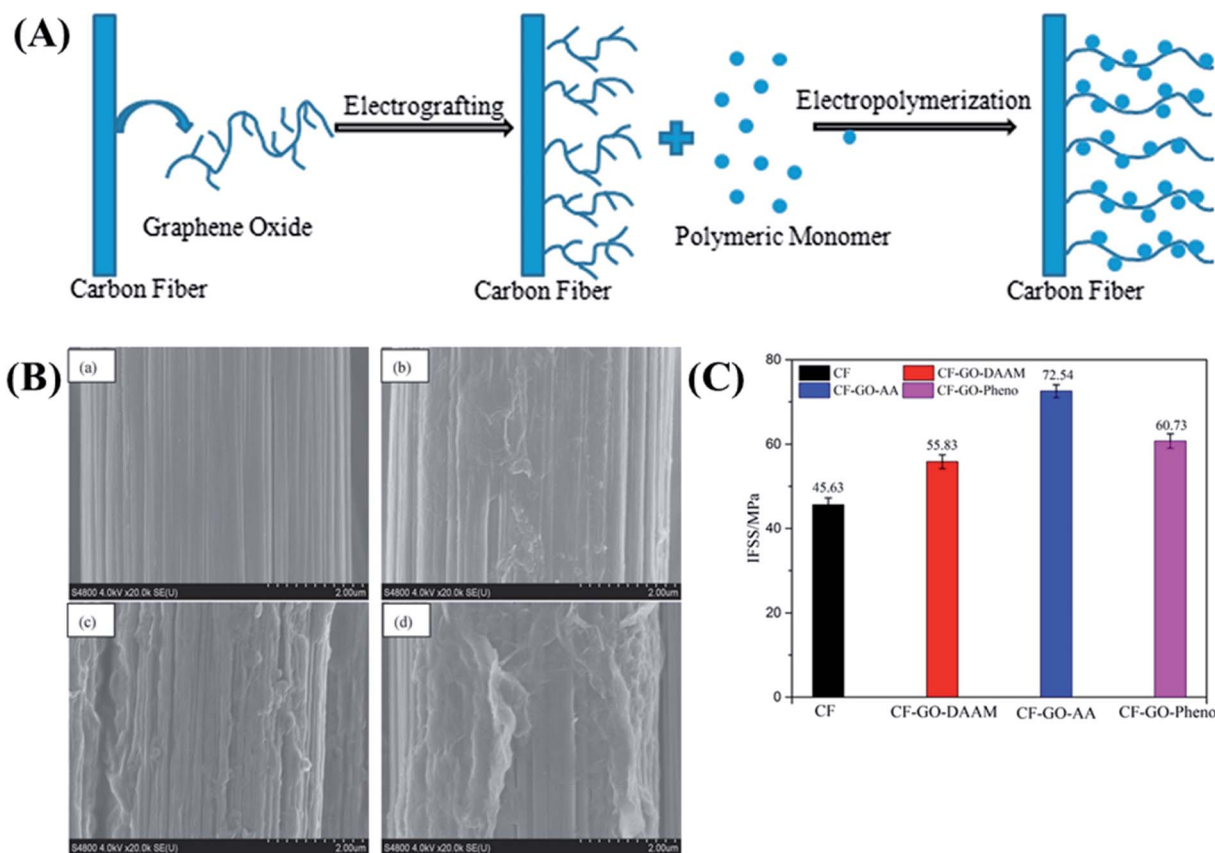 (A)
Electrografting
Electropolymerization
Graphene Oxide
Polymeric Monomer
Carbon Fiber
Carbon Fiber
Carbon Fiber
(B)
(a)
S4800 4.0kV x20.0k SE(U)
2.00um
(b)
S4800 4.0kV x20.0k SE(U)
2.00um
(c)
S4800 4.0kV x20.0k SE(U)
2.00um
(d)
S4800 4.0kV x20.0k SE(U)
2.00um
(C)
80
60
40
20
0
IFSS/MPa
CF
CF-GO-DAAM
CF-GO-AA
CF-GO-Pheno
45.63
55.83
72.54
60.73
CF
CF-GO-DAAM
CF-GO-AA
CF-GO-Pheno